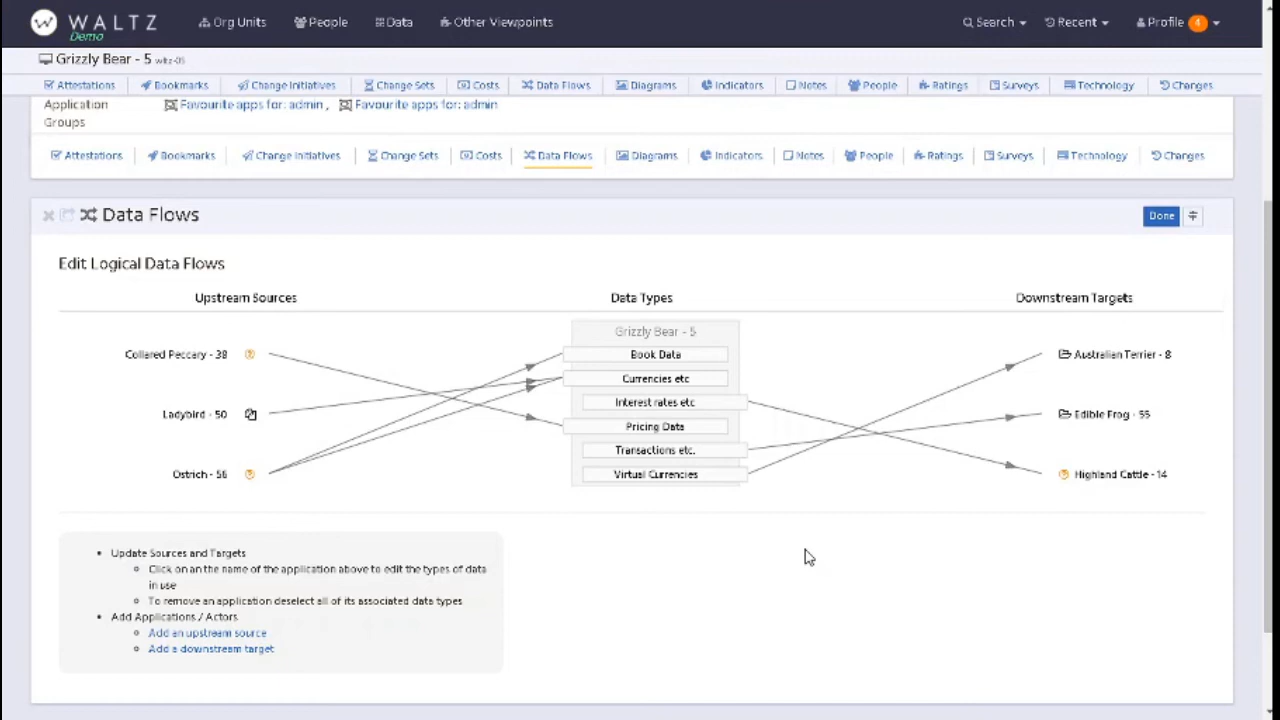 WALTZ Demo Org Units People Data Other Viewpoints Search Recent Profile 4
Grizzly Bear - 5 wltz-05
Attestations Bookmarks Change Initiatives Change Sets Costs Data Flows Diagrams Indicators Notes People Ratings Surveys Technology Changes
Application Groups Favourite apps for: admin , Favourite apps for: admin
Attestations Bookmarks Change Initiatives Change Sets Costs Data Flows Diagrams Indicators Notes People Ratings Surveys Technology Changes
Data Flows Done
Edit Logical Data Flows
Upstream Sources Data Types Downstream Targets
Grizzly Bear - 5
Collared Peccary - 38 Book Data Australian Terrier - 8
Currencies etc
Interest rates etc
Ladybird - 50 Pricing Data Edible Frog - 55
Transactions etc.
Ostrich - 56 Virtual Currencies Highland Cattle - 14
Update Sources and Targets
Click on an the name of the application above to edit the types of data
in use
To remove an application deselect all of its associated data types
Add Applications / Actors
Add an upstream source
Add a downstream target